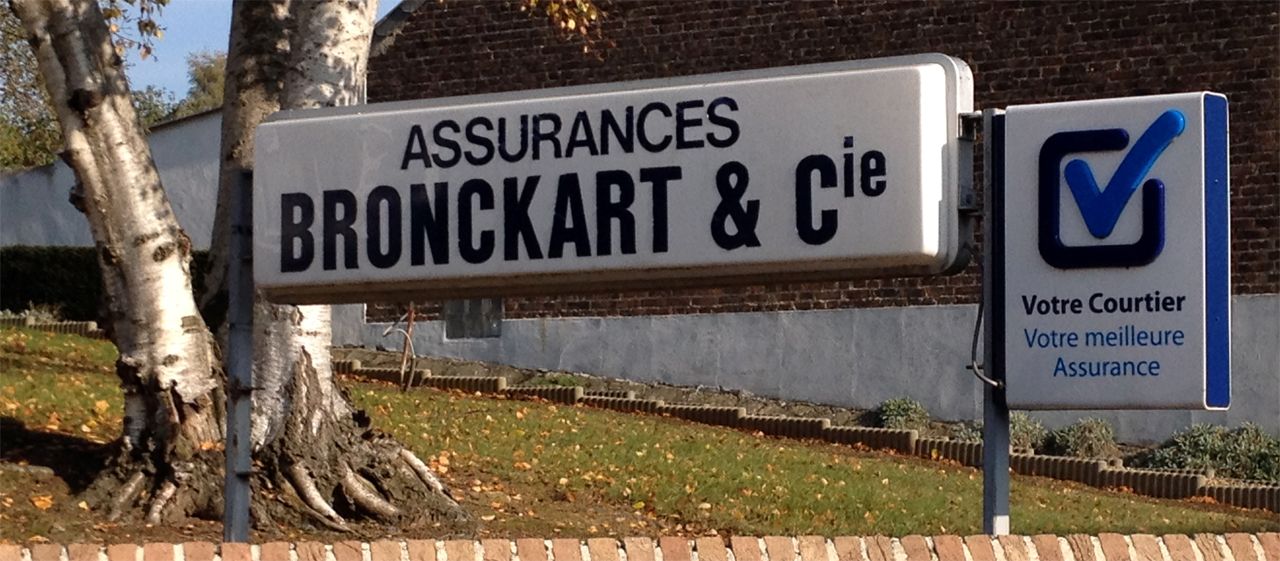 ASSURANCES
BRONCKART & Cie
Votre Courtier
Votre meilleure
Assurance